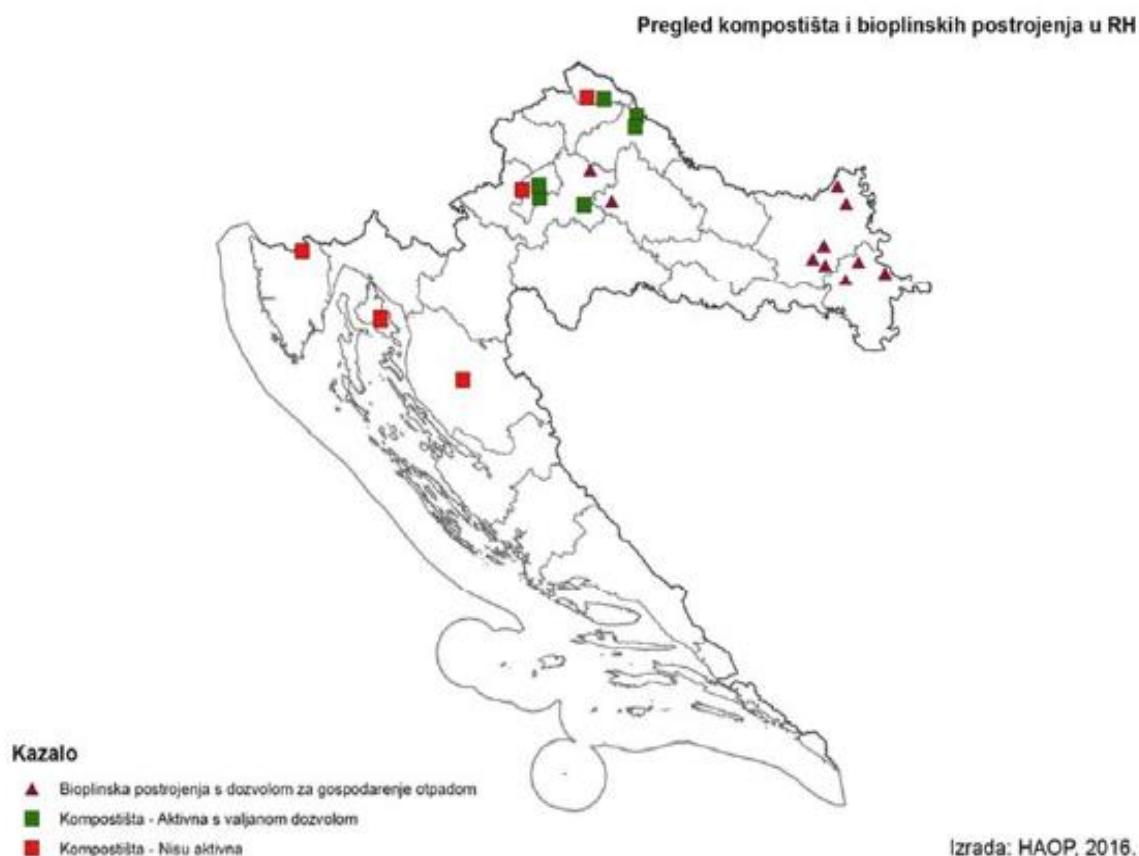 Pregled kompostišta i bioplinskih postrojenja u RH
Kazalo
Bioplinska postrojenja s dozvolom za gospodarenje otpadom
Kompostišta - Aktivna s valjanom dozvolom
Kompostišta - Nisu aktivna
Izrada: HAOP, 2016.